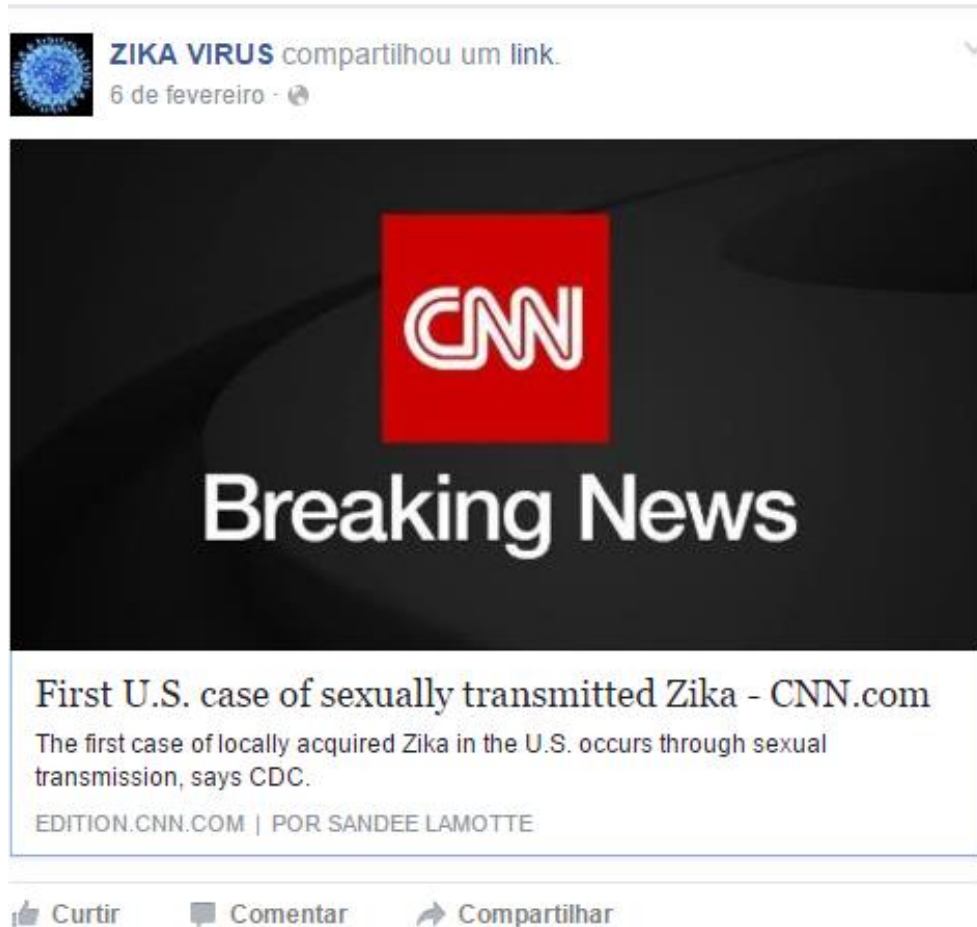 ZIKA VIRUS compartilhou um link.
6 de fevereiro ·
CNN
Breaking News
First U.S. case of sexually transmitted Zika - CNN.com
The first case of locally acquired Zika in the U.S. occurs through sexual
transmission, says CDC.
EDITION.CNN.COM | POR SANDEE LAMOTTE
Curtir Comentar Compartilhar